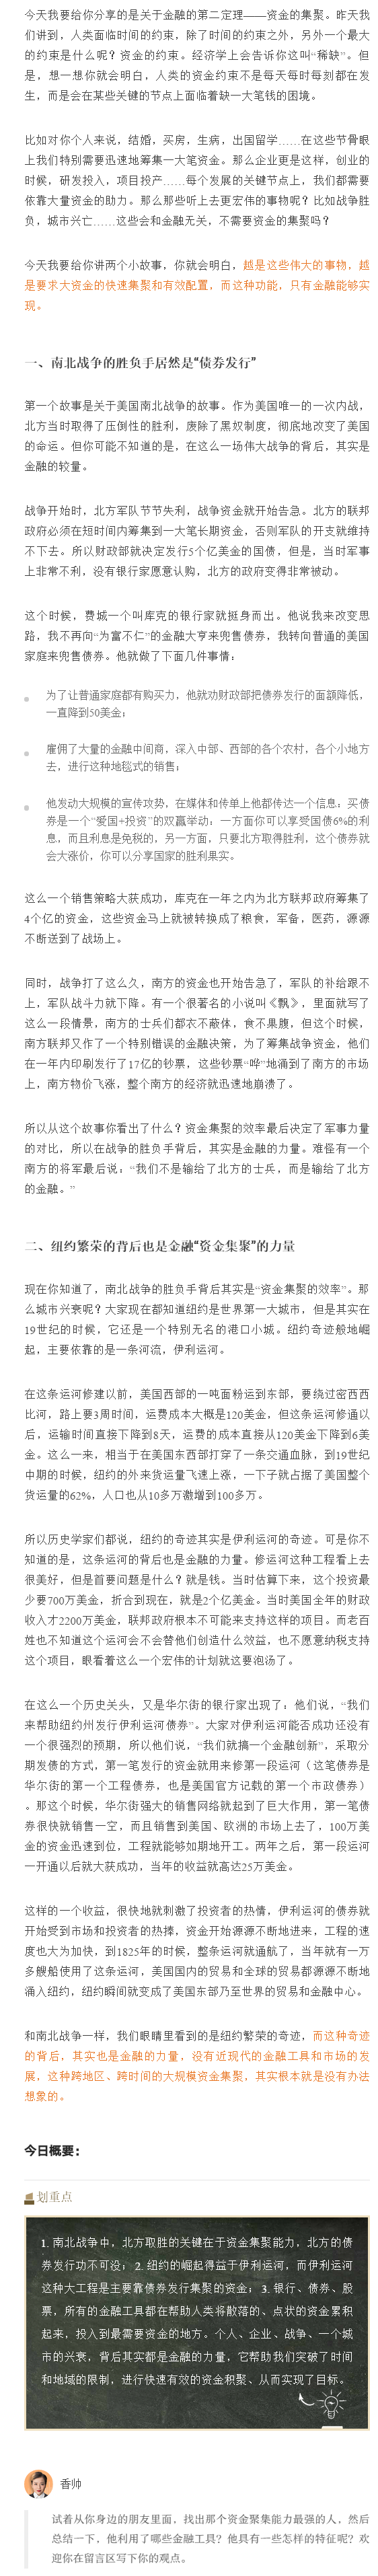 今天我要给你分享的是关于金融的第二定理——资金的集聚。昨天我
们讲到，人类面临时间的约束，除了时间的约束之外，另外一个最大
的约束是什么呢？资金的约束。经济学上会告诉你这叫“稀缺”。但
是，想一想你就会明白，人类的资金约束不是每天每时每刻都在发
生，而是会在某些关键的节点上面临着缺一大笔钱的困境。
比如对你个人来说，结婚，买房，生病，出国留学……在这些节骨眼
上我们特别需要迅速地筹集一大笔资金。那么企业更是这样，创业的
时候，研发投入，项目投产……每个发展的关键节点上，我们都需要
依靠大量资金的助力。那么那些听上去更宏伟的事物呢？比如战争胜
负，城市兴亡……这些会和金融无关，不需要资金的集聚吗？
今天我要给你讲两个小故事，你就会明白，越是这些伟大的事物，越
是要求大资金的快速集聚和有效配置，而这种功能，只有金融能够实
现。
一、南北战争的胜负手居然是“债券发行”
第一个故事是关于美国南北战争的故事。作为美国唯一的一次内战，
北方当时取得了压倒性的胜利，废除了黑奴制度，彻底地改变了美国
的命运。但你可能不知道的是，在这么一场伟大战争的背后，其实是
金融的较量。
战争开始时，北方军队节节失利，战争资金就开始告急。北方的联邦
政府必须在短时间内筹集到一大笔长期资金，否则军队的开支就维持
不下去。所以财政部就决定发行5个亿美金的国债，但是，当时军事
上非常不利，没有银行家愿意认购，北方的政府变得非常被动。
这个时候，费城一个叫库克的银行家就挺身而出。他说我来改变思
路，我不再向“为富不仁”的金融大亨来兜售债券，我转向普通的美国
家庭来兜售债券。他就做了下面几件事情：
为了让普通家庭都有购买力，他就劝财政部把债券发行的面额降低，
一直降到50美金；
雇佣了大量的金融中间商，深入中部、西部的各个农村，各个小地方
去，进行这种地毯式的销售；
他发动大规模的宣传攻势，在媒体和传单上他都传达一个信息：买债
券是一个“爱国+投资”的双赢举动：一方面你可以享受国债6%的利
息，而且利息是免税的，另一方面，只要北方取得胜利，这个债券就
会大涨价，你可以分享国家的胜利果实。
这么一个销售策略大获成功，库克在一年之内为北方联邦政府筹集了
4个亿的资金，这些资金马上就被转换成了粮食，军备，医药，源源
不断送到了战场上。
同时，战争打了这么久，南方的资金也开始告急了，军队的补给跟不
上，军队战斗力就下降。有一个很著名的小说叫《飘》，里面就写了
这么一段情景，南方的士兵们都衣不蔽体，食不果腹，但这个时候，
南方联邦又作了一个特别错误的金融决策，为了筹集战争资金，他们
在一年内印刷发行了17亿的钞票，这些钞票“哗”地涌到了南方的市场
上，南方物价飞涨，整个南方的经济就迅速地崩溃了。
所以从这个故事你看出了什么？资金集聚的效率最后决定了军事力量
的对比，所以在战争的胜负手背后，其实是金融的力量。难怪有一个
南方的将军最后说：“我们不是输给了北方的士兵，而是输给了北方
的金融。”
二、纽约繁荣的背后也是金融“资金集聚”的力量
现在你知道了，南北战争的胜负手背后其实是“资金集聚的效率”。那
么城市兴衰呢？大家现在都知道纽约是世界第一大城市，但是其实在
19世纪的时候，它还是一个特别无名的港口小城。纽约奇迹般地崛
起，主要依靠的是一条河流，伊利运河。
在这条运河修建以前，美国西部的一吨面粉运到东部，要绕过密西西
比河，路上要3周时间，运费成本大概是120美金，但这条运河修通以
后，运输时间直接下降到8天，运费的成本直接从120美金下降到6美
金。这么一来，相当于在美国东西部打穿了一条交通血脉，到19世纪
中期的时候，纽约的外来货运量飞速上涨，一下子就占据了美国整个
货运量的62%，人口也从10多万激增到100多万。
所以历史学家们都说，纽约的奇迹其实是伊利运河的奇迹。可是你不
知道的是，这条运河的背后也是金融的力量。修运河这种工程看上去
很美好，但是首要问题是什么？就是钱。当时估算下来，这个投资最
少要700万美金，折合到现在，就是2个亿美金。当时美国全年的财政
收入才2200万美金，联邦政府根本不可能来支持这样的项目。而老百
姓也不知道这个运河会不会替他们创造什么效益，也不愿意纳税支持
这个项目，眼看着这么一个宏伟的计划就这要泡汤了。
在这么一个历史关头，又是华尔街的银行家出现了：他们说，“我们
来帮助纽约州发行伊利运河债券”。大家对伊利运河能否成功还没有
一个很强烈的预期，所以他们说，“我们就搞一个金融创新”，采取分
期发债的方式，第一笔发行的资金就用来修第一段运河（这笔债券是
华尔街的第一个工程债券，也是美国官方记载的第一个市政债券）
。那这个时候，华尔街强大的销售网络就起到了巨大作用，第一笔债
券很快就销售一空，而且销售到美国、欧洲的市场上去了，100万美
金的资金迅速到位，工程就能够如期地开工。两年之后，第一段运河
一开通以后就大获成功，当年的收益就高达25万美金。
这样的一个收益，很快地就刺激了投资者的热情，伊利运河的债券就
开始受到市场和投资者的热捧，资金开始源源不断地进来，工程的速
度也大为加快，到1825年的时候，整条运河就通航了，当年就有一万
多艘船使用了这条运河，美国国内的贸易和全球的贸易都源源不断地
涌入纽约，纽约瞬间就变成了美国东部乃至世界的贸易和金融中心。
和南北战争一样，我们眼睛里看到的是纽约繁荣的奇迹，而这种奇迹
的背后，其实也是金融的力量，没有近现代的金融工具和市场的发
展，这种跨地区、跨时间的大规模资金集聚，其实根本就是没有办法
想象的。
今日概要：
划重点
1. 南北战争中，北方取胜的关键在于资金集聚能力，北方的债
券发行功不可没； 2. 纽约的崛起得益于伊利运河，而伊利运河
这种大工程是主要靠债券发行集聚的资金； 3. 银行、债券、股
票，所有的金融工具都在帮助人类将散落的、点状的资金累积
起来，投入到最需要资金的地方。个人、企业、战争、一个城
市的兴衰，背后其实都是金融的力量，它帮助我们突破了时间
和地域的限制，进行快速有效的资金积聚、从而实现了目标。
香帅
试着从你身边的朋友里面，找出那个资金聚集能力最强的人，然后
总结一下，他利用了哪些金融工具？他具有一些怎样的特征呢？欢
迎你在留言区写下你的观点。